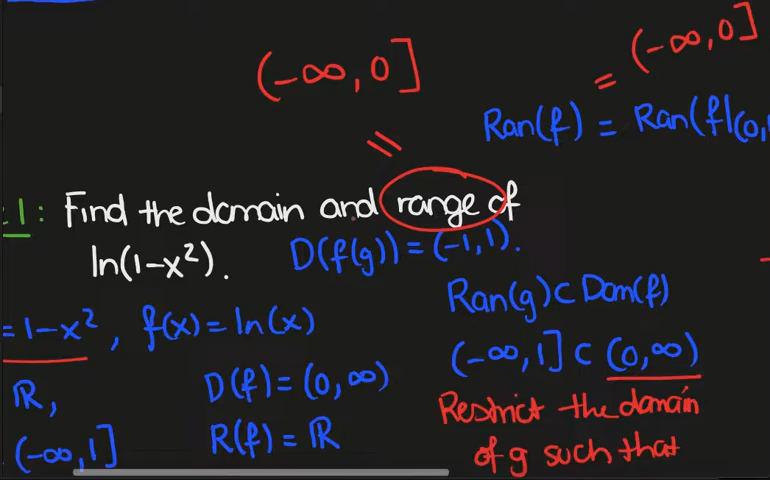 (-∞, 0]
= (-∞, 0]
=
Ran(f) = Ran(f|(0,
1: Find the domain and range of
ln(1-x²).
D(f(g)) = (-1, 1).
= 1-x², f(x) = ln(x)
ℝ,
(-∞, 1]
D(f) = (0, ∞)
R(f) = ℝ
Ran(g) ⊂ Dom(f)
(-∞, 1] ⊂ (0, ∞)
Restrict the domain
of g such that